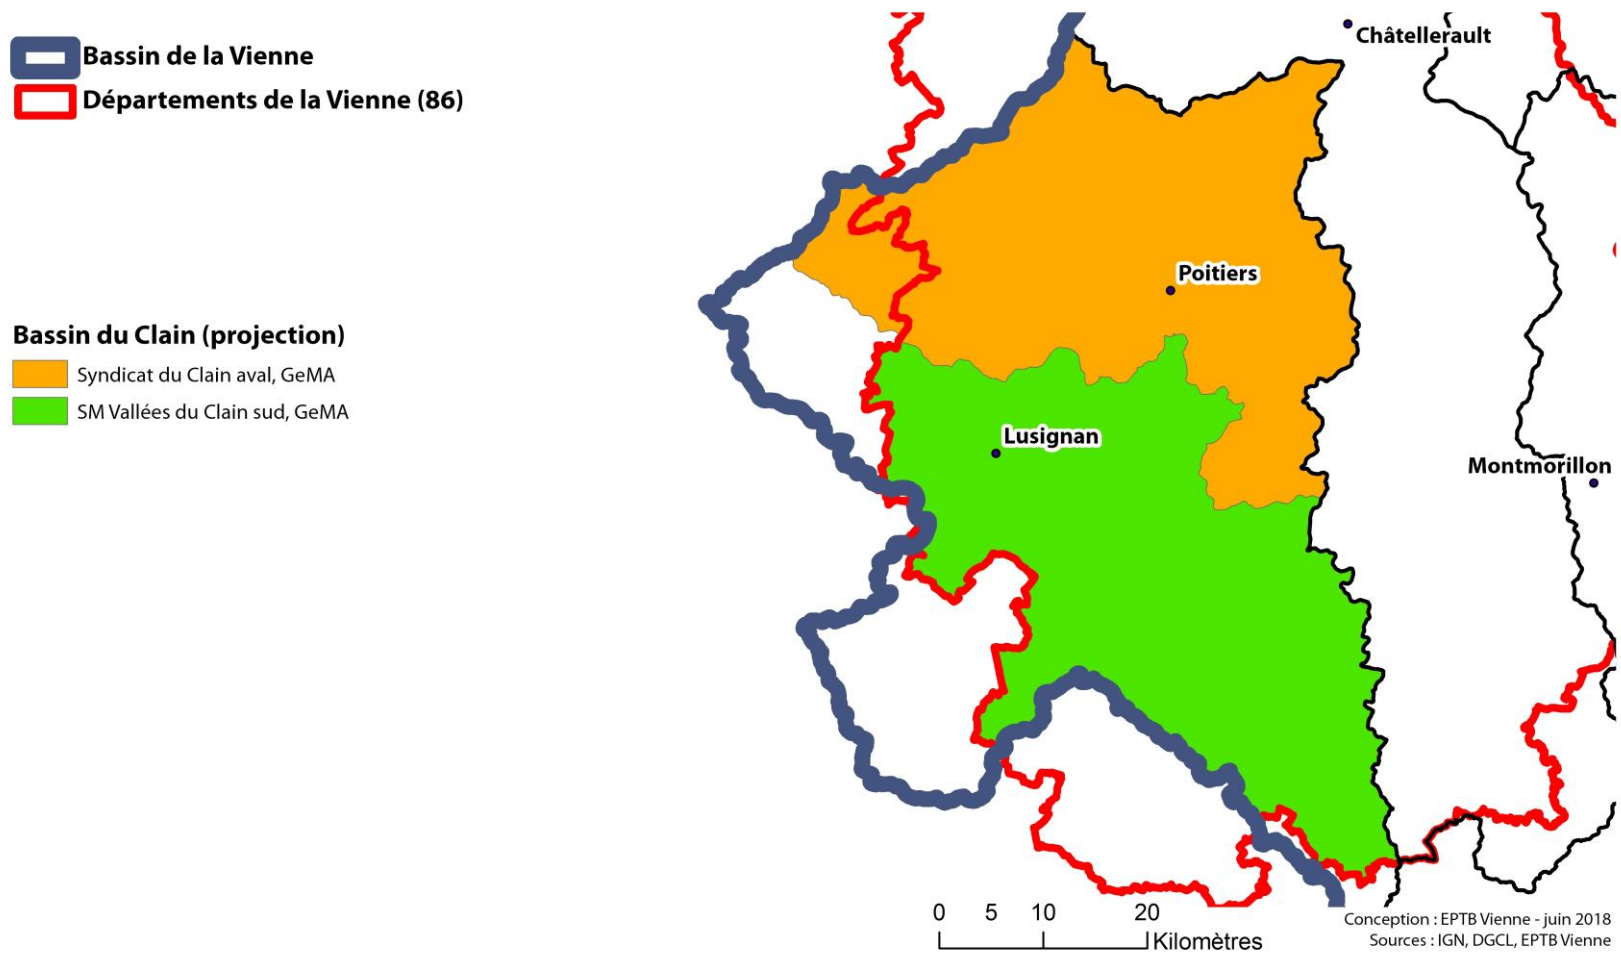 Bassin de la Vienne
Départements de la Vienne (86)
Bassin du Clain (projection)
Syndicat du Clain aval, GeMA
SM Vallées du Clain sud, GeMA
Châtellerault
Poitiers
Lusignan
Montmorillon
0 5 10 20
Kilomètres
Conception : EPTB Vienne - juin 2018
Sources : IGN, DGCL, EPTB Vienne